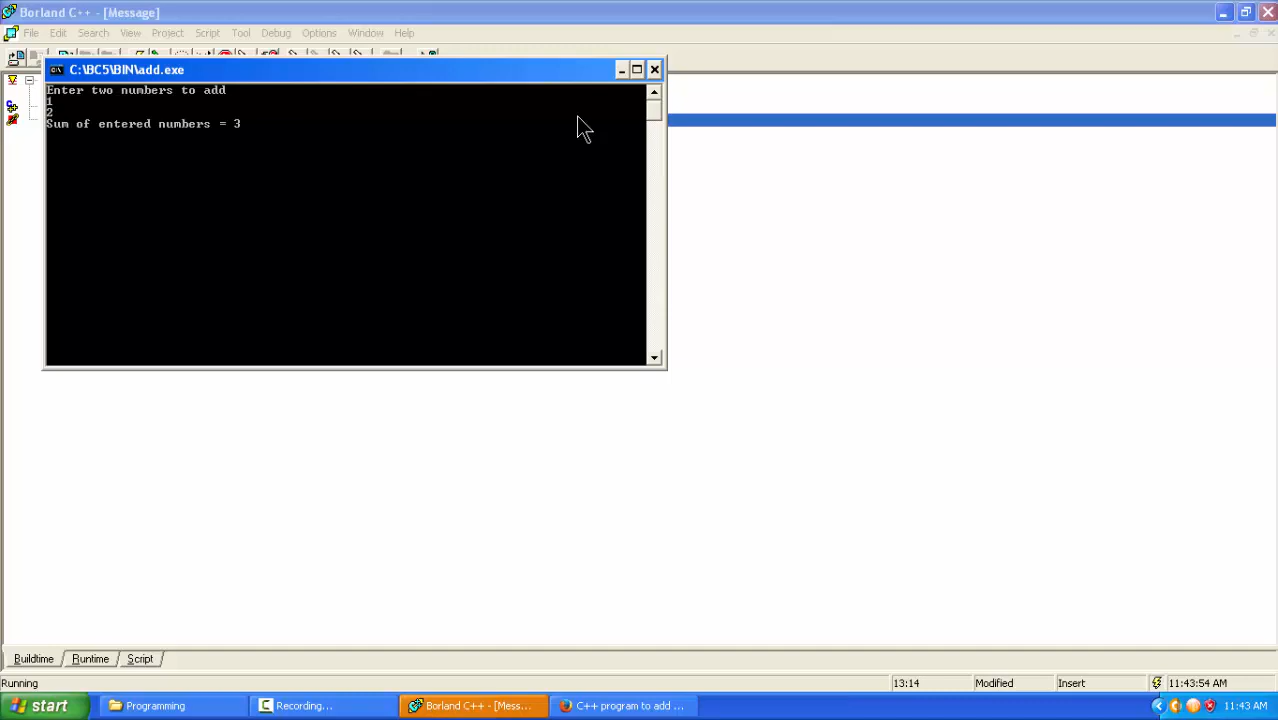 Borland C++ - [Message]
File Edit Search View Project Script Tool Debug Options Window Help
C:\BC5\BIN\add.exe
Enter two numbers to add
1
2
Sum of entered numbers = 3
Buildtime Runtime Script
Running 13:14 Modified Insert 11:43:54 AM
start Programming Recording... Borland C++ - [Mess... C++ program to add ... 11:43 AM